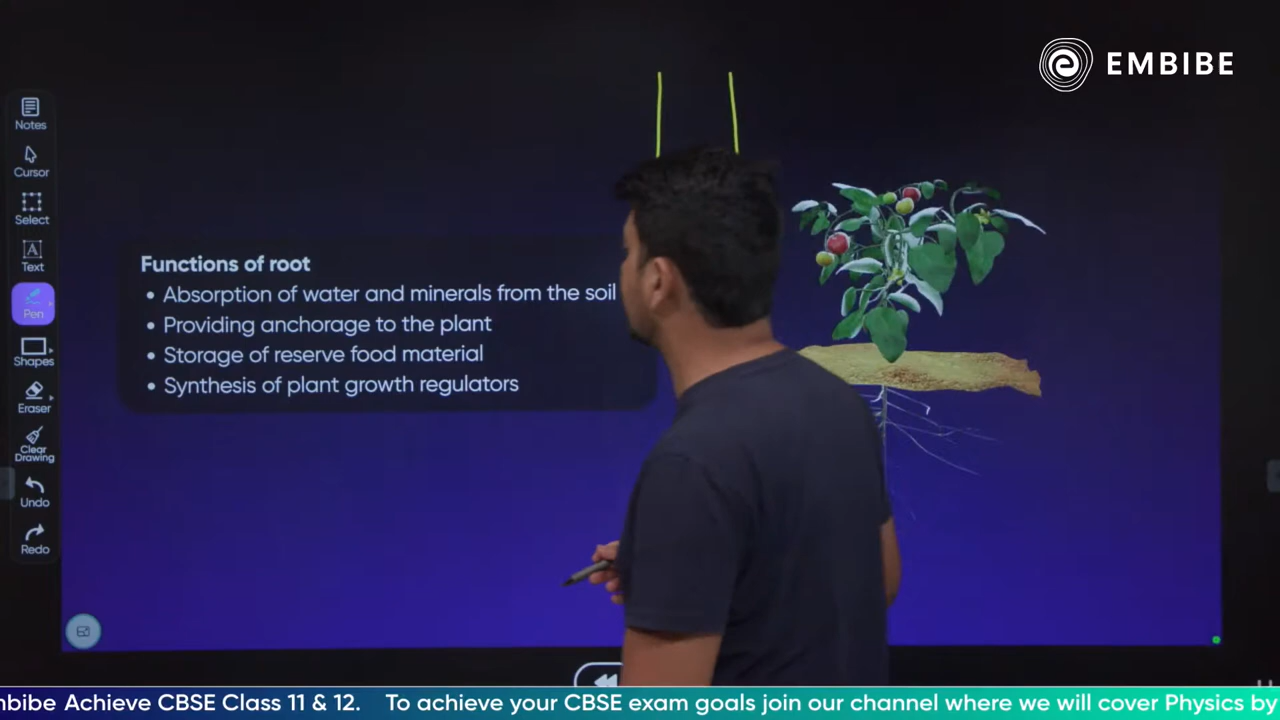 EMBIBE
Notes
Cursor
Select
Text
Pen
Shapes
Eraser
Clear
Drawing
Undo
Redo
Functions of root
• Absorption of water and minerals from the soil
• Providing anchorage to the plant
• Storage of reserve food material
• Synthesis of plant growth regulators
mbibe Achieve CBSE Class 11 & 12. To achieve your CBSE exam goals join our channel where we will cover Physics by